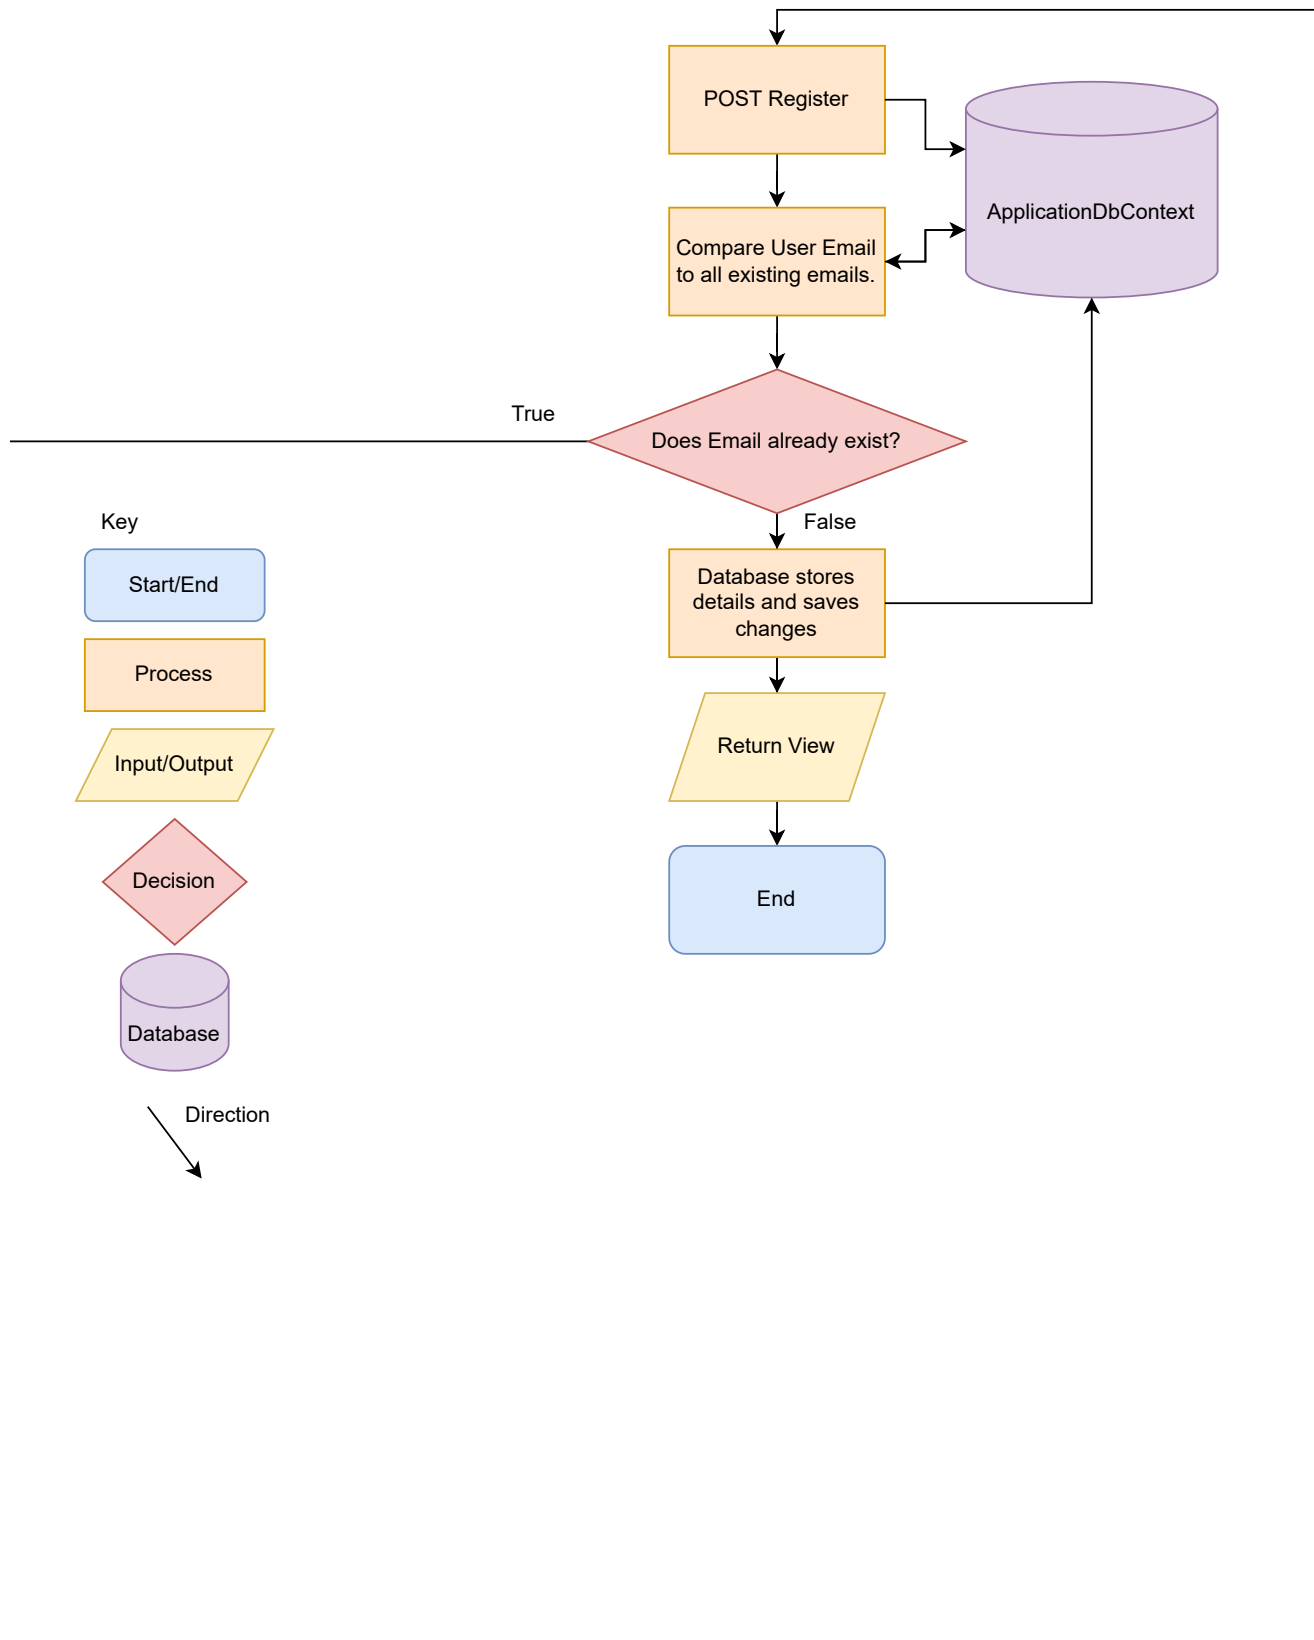 POST Register
ApplicationDbContext
Compare User Email
to all existing emails.
True
Does Email already exist?
False
Database stores
details and saves
changes
Return View
End
Key
Start/End
Process
Input/Output
Decision
Database
Direction